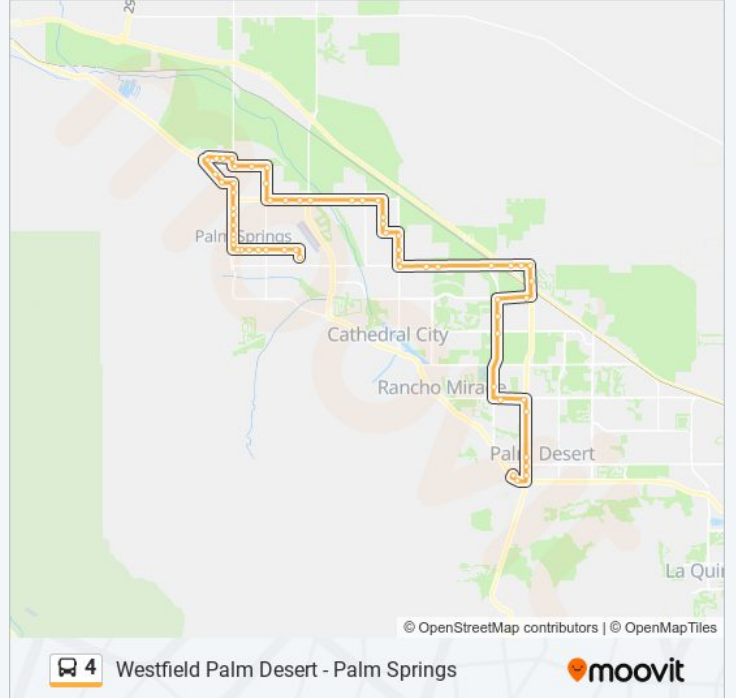 29
Palm Springs
Cathedral City
Rancho Mirage
Palm Desert
La Quin
© OpenStreetMap contributors | © OpenMapTiles
4 Westfield Palm Desert - Palm Springs
moovit